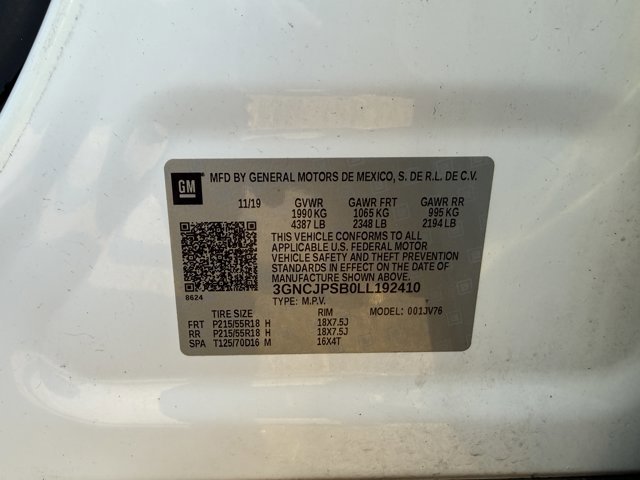 GM
MFD BY GENERAL MOTORS DE MEXICO, S. DE R.L. DE C.V.
11/19 GVWR GAWR FRT GAWR RR
1990 KG 1065 KG 995 KG
4387 LB 2348 LB 2194 LB
THIS VEHICLE CONFORMS TO ALL
APPLICABLE U.S. FEDERAL MOTOR
VEHICLE SAFETY AND THEFT PREVENTION
STANDARDS IN EFFECT ON THE DATE
OF MANUFACTURE SHOWN ABOVE.
8624
3GNCJPSB0LL192410
TYPE: M.P.V. MODEL: 001JV76
TIRE SIZE RIM
FRT P215/55R18 H 18X7.5J
RR P215/55R18 H 18X7.5J
SPA T125/70D16 M 16X4T